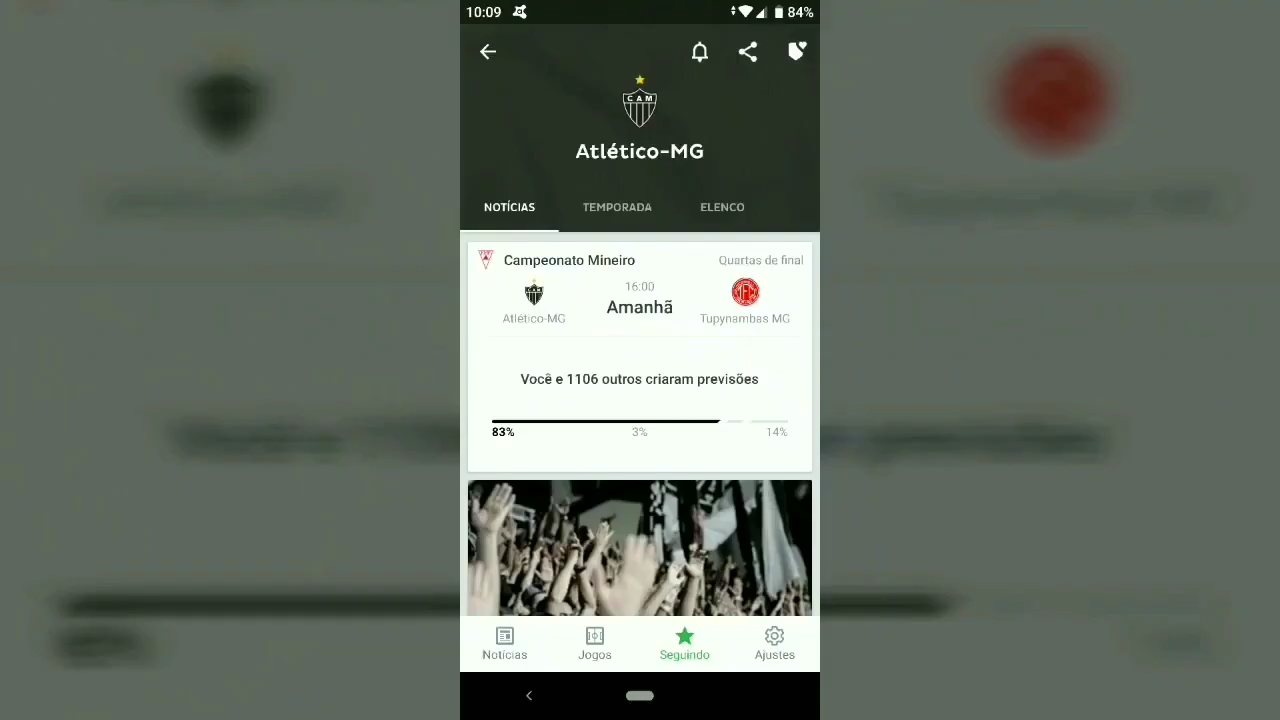 10:09
84%
CAM
Atlético-MG
NOTÍCIAS TEMPORADA ELENCO
Campeonato Mineiro Quartas de final
16:00
Amanhã
Atlético-MG Tupynambas MG
Você e 1106 outros criaram previsões
83% 3% 14%
Notícias Jogos Seguindo Ajustes